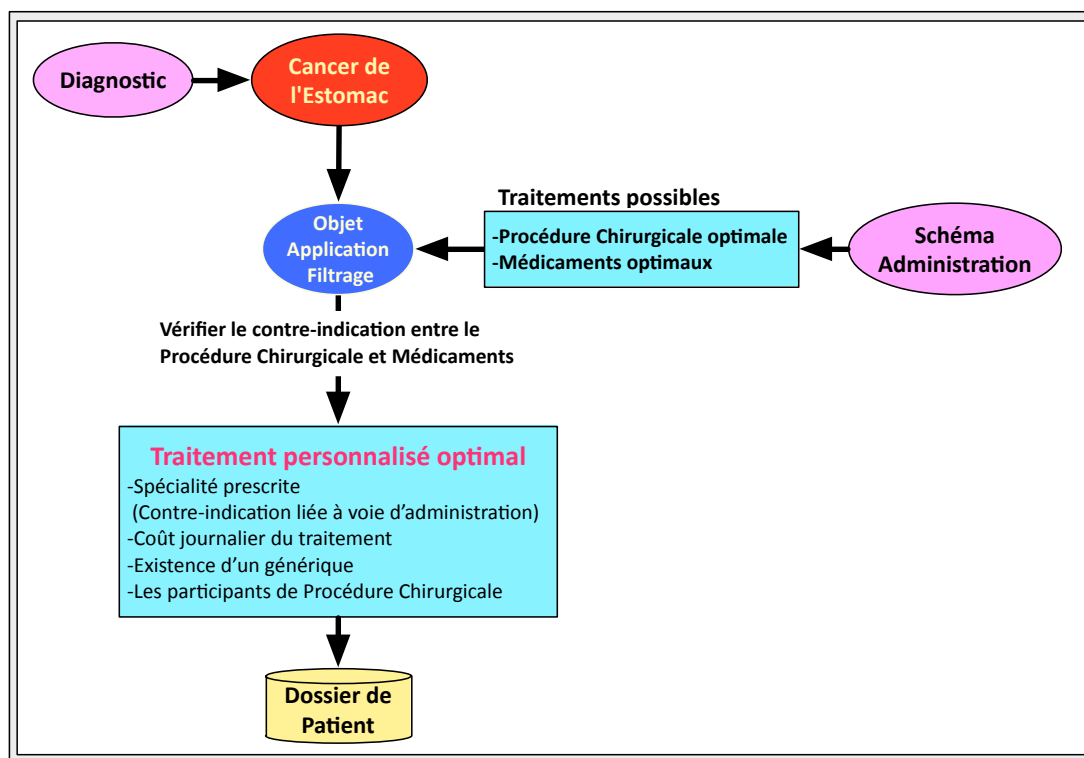 Diagnostic
Cancer de
l'Estomac
Traitements possibles
Objet
Application
Filtrage
-Procédure Chirurgicale optimale
-Médicaments optimaux
Schéma
Administration
Vérifier le contre-indication entre le
Procédure Chirurgicale et Médicaments
Traitement personnalisé optimal
-Spécialité prescrite
(Contre-indication liée à voie d’administration)
-Coût journalier du traitement
-Existence d’un générique
-Les participants de Procédure Chirurgicale
Dossier de
Patient